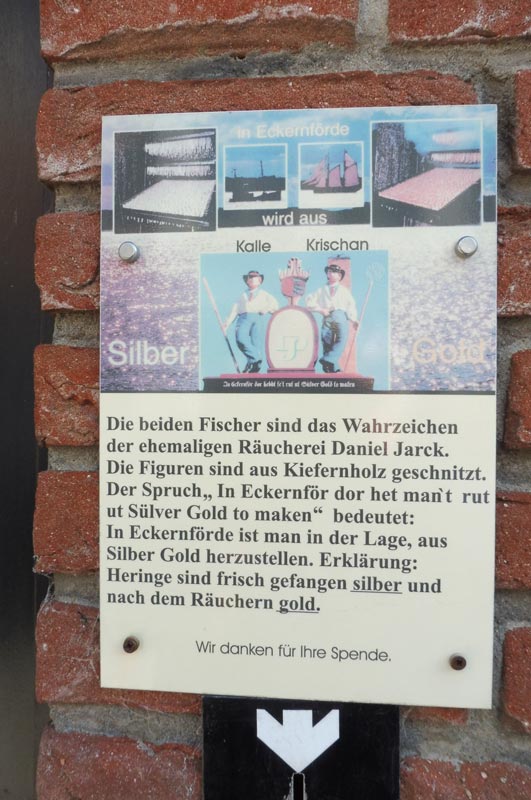 in Eckernförde
wird aus
Kalle Krischan
Silber Gold
Die beiden Fischer sind das Wahrzeichen
der ehemaligen Räucherei Daniel Jarck.
Die Figuren sind aus Kiefernholz geschnitzt.
Der Spruch„ In Eckernför dor het man`t rut
ut Sülver Gold to maken“ bedeutet:
In Eckernförde ist man in der Lage, aus
Silber Gold herzustellen. Erklärung:
Heringe sind frisch gefangen silber und
nach dem Räuchern gold.
Wir danken für Ihre Spende.